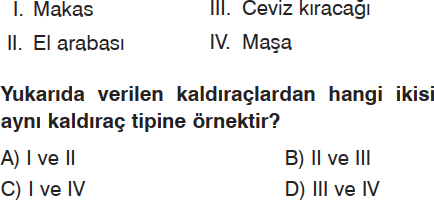 I. Makas
III. Ceviz kıracağı
II. El arabası
IV. Maşa
Yukarıda verilen kaldıraçlardan hangi ikisi
aynı kaldıraç tipine örnektir?
A) I ve II
B) II ve III
C) I ve IV
D) III ve IV